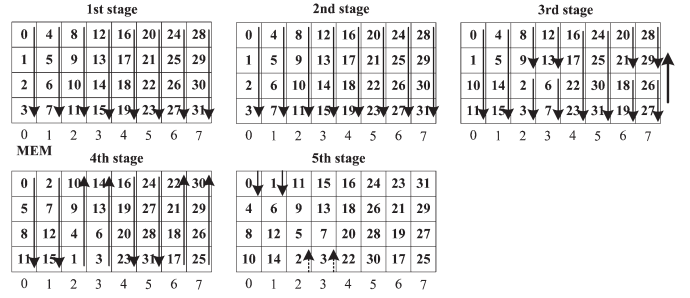 1st stage
0 4 8 12 16 20 24 28
1 5 9 13 17 21 25 29
2 6 10 14 18 22 26 30
3 7 11 15 19 23 27 31
0 1 2 3 4 5 6 7
MEM
2nd stage
0 4 8 12 16 20 24 28
1 5 9 13 17 21 25 29
2 6 10 14 18 22 26 30
3 7 11 15 19 23 27 31
0 1 2 3 4 5 6 7
3rd stage
0 4 8 12 16 20 24 28
1 5 9 13 17 25 21 29
10 14 2 6 22 30 18 26
11 15 3 7 23 31 19 27
0 1 2 3 4 5 6 7
4th stage
0 2 10 14 16 24 22 30
5 7 9 13 19 27 21 29
8 12 4 6 20 28 18 26
11 15 1 3 23 31 17 25
0 1 2 3 4 5 6 7
5th stage
0 1 11 15 16 24 23 31
4 6 9 13 18 26 21 29
8 12 5 7 20 28 19 27
10 14 2 3 22 30 17 25
0 1 2 3 4 5 6 7